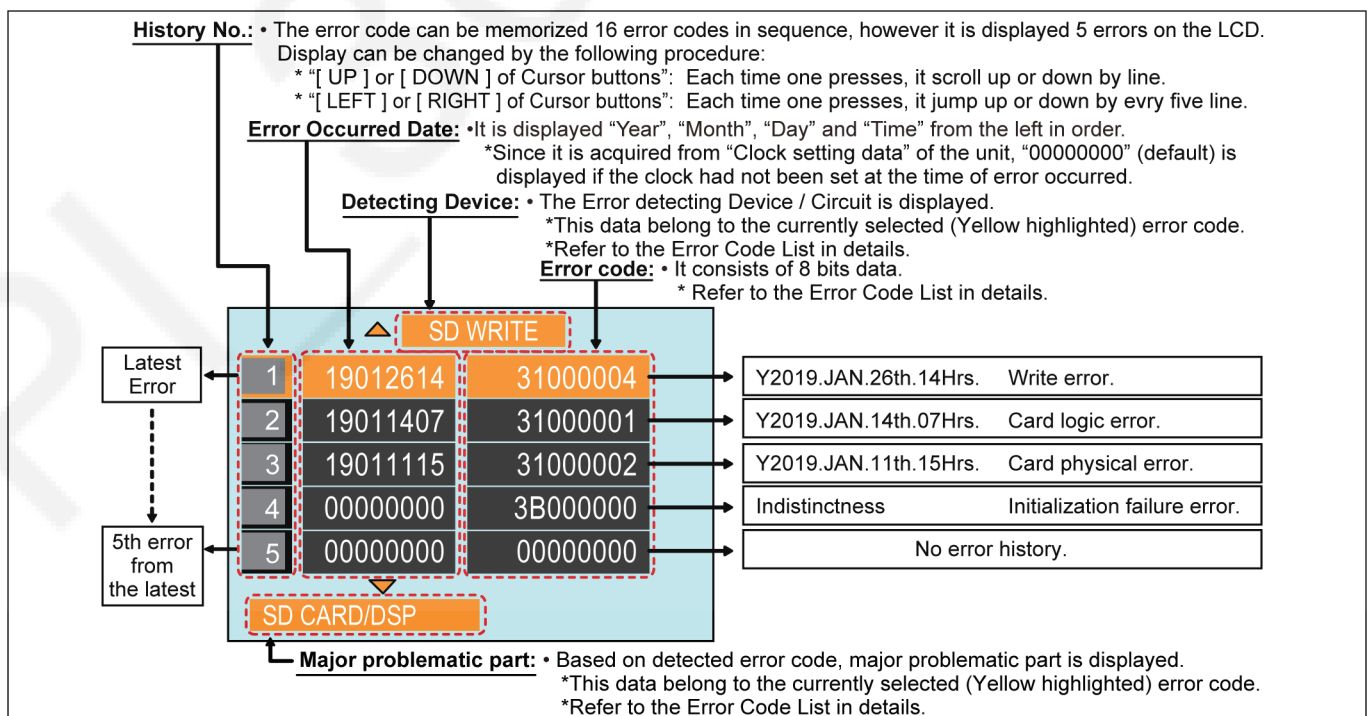 History No.: • The error code can be memorized 16 error codes in sequence, however it is displayed 5 errors on the LCD.
Display can be changed by the following procedure:
* “[ UP ] or [ DOWN ] of Cursor buttons”: Each time one presses, it scroll up or down by line.
* “[ LEFT ] or [ RIGHT ] of Cursor buttons”: Each time one presses, it jump up or down by evry five line.
Error Occurred Date: •It is displayed “Year”, “Month”, “Day” and “Time” from the left in order.
*Since it is acquired from “Clock setting data” of the unit, “00000000” (default) is
displayed if the clock had not been set at the time of error occurred.
Detecting Device: • The Error detecting Device / Circuit is displayed.
*This data belong to the currently selected (Yellow highlighted) error code.
*Refer to the Error Code List in details.
Error code: • It consists of 8 bits data.
* Refer to the Error Code List in details.
SD WRITE
Latest
Error
1 19012614 31000004 Y2019.JAN.26th.14Hrs. Write error.
2 19011407 31000001 Y2019.JAN.14th.07Hrs. Card logic error.
3 19011115 31000002 Y2019.JAN.11th.15Hrs. Card physical error.
4 00000000 3B000000 Indistinctness Initialization failure error.
5 00000000 00000000 No error history.
5th error
from
the latest
SD CARD/DSP
Major problematic part: • Based on detected error code, major problematic part is displayed.
*This data belong to the currently selected (Yellow highlighted) error code.
*Refer to the Error Code List in details.